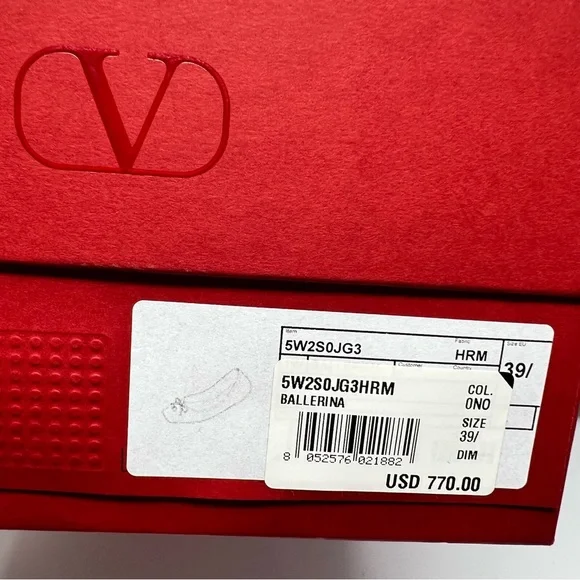 V
Item
Fabric
Size EU
5W2S0JG3
HRM
39/
Customer
Country
5W2S0JG3HRM
COL.
BALLERINA
0NO
SIZE
39/
DIM
8 052576 021882
USD 770.00